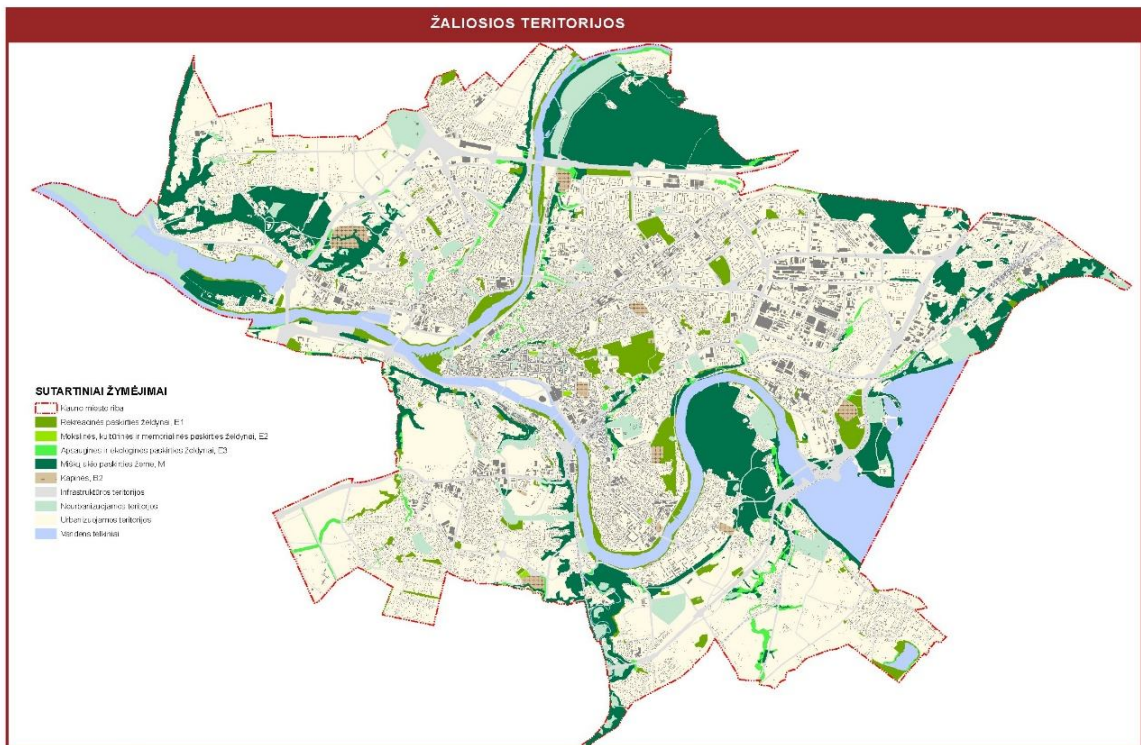 ŽALIOSIOS TERITORIJOS
SUTARTINIAI ŽYMĖJIMAI
Kauno miesto riba
Rekreacinės paskirties želdynai, E1
Mokslinės, kultūrinės ir memorialinės paskirties želdynai, E2
Apsauginės ir ekologinės paskirties želdynai, E3
Miškų ūkio paskirties žemė, M
Kapinės, B2
Infrastruktūros teritorijos
Neurbanizuojamos teritorijos
Urbanizuojamos teritorijos
Vandens telkiniai